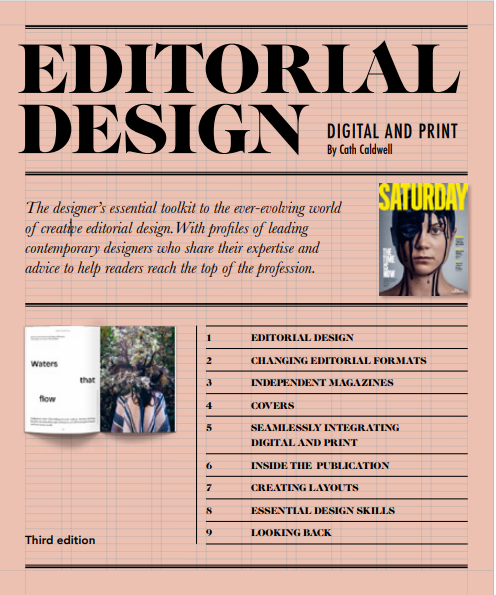 EDITORIAL
DESIGN
DIGITAL AND PRINT
By Cath Caldwell
The designer's essential toolkit to the ever-evolving world
of creative editorial design. With profiles of leading
contemporary designers who share their expertise and
advice to help readers reach the top of the profession.
SATURDAY
THE
TIME
IS
NOW
Waters
that
flow
1 EDITORIAL DESIGN
2 CHANGING EDITORIAL FORMATS
3 INDEPENDENT MAGAZINES
4 COVERS
5 SEAMLESSLY INTEGRATING
DIGITAL AND PRINT
6 INSIDE THE PUBLICATION
7 CREATING LAYOUTS
8 ESSENTIAL DESIGN SKILLS
9 LOOKING BACK
Third edition